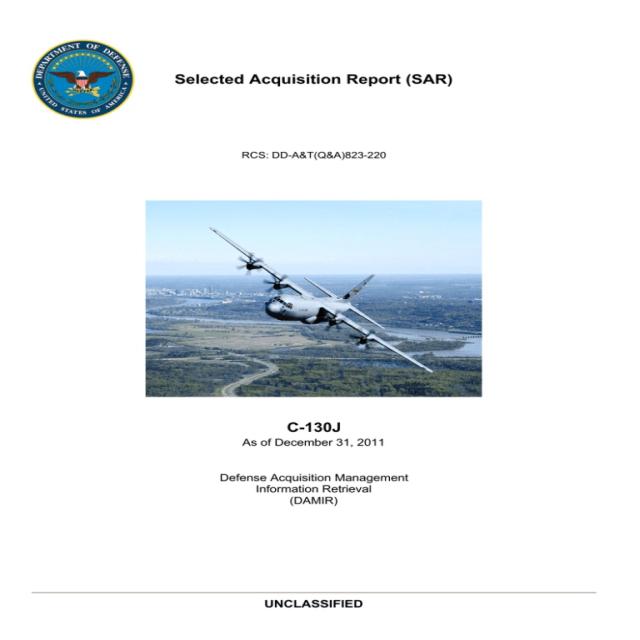 DEPARTMENT OF DEFENSE
UNITED STATES OF AMERICA
Selected Acquisition Report (SAR)
RCS: DD-A&T(Q&A)823-220
C-130J
As of December 31, 2011
Defense Acquisition Management
Information Retrieval
(DAMIR)
UNCLASSIFIED